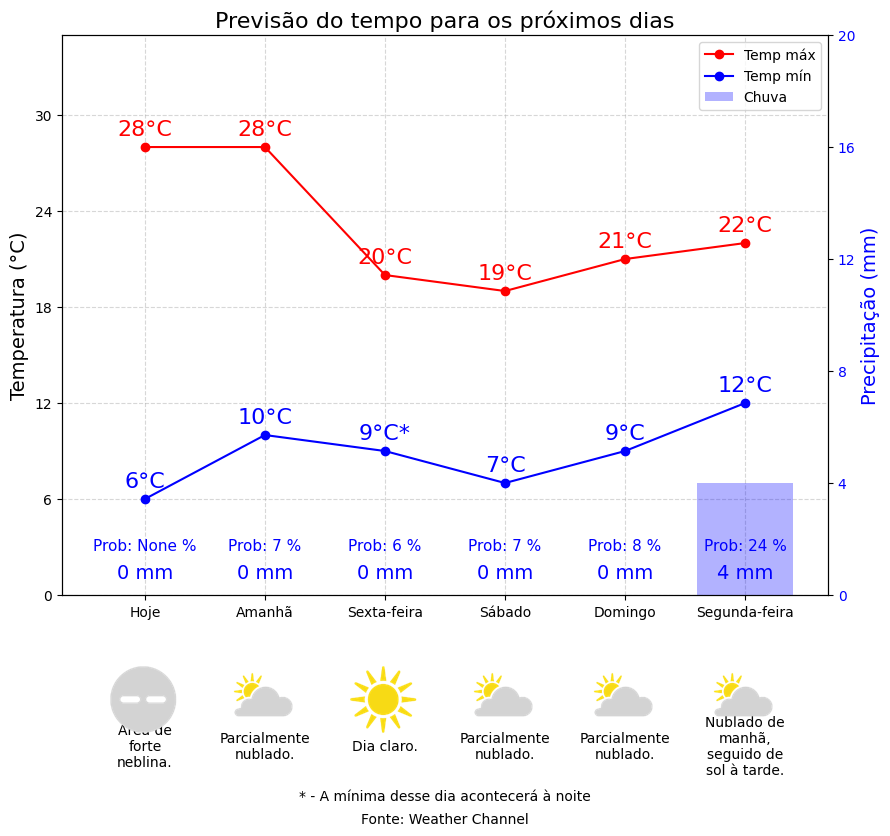 Previsão do tempo para os próximos dias
Temp máx
Temp mín
Chuva
Temperatura (°C)
Precipitação (mm)
30
24
18
12
6
0
20
16
12
8
4
0
28°C 28°C 20°C 19°C 21°C 22°C
6°C 10°C 9°C* 7°C 9°C 12°C
Prob: None % Prob: 7 % Prob: 6 % Prob: 7 % Prob: 8 % Prob: 24 %
0 mm 0 mm 0 mm 0 mm 0 mm 4 mm
Hoje Amanhã Sexta-feira Sábado Domingo Segunda-feira
Área de
forte
neblina.
Parcialmente
nublado.
Dia claro.
Parcialmente
nublado.
Parcialmente
nublado.
Nublado de
manhã,
seguido de
sol à tarde.
* - A mínima desse dia acontecerá à noite
Fonte: Weather Channel